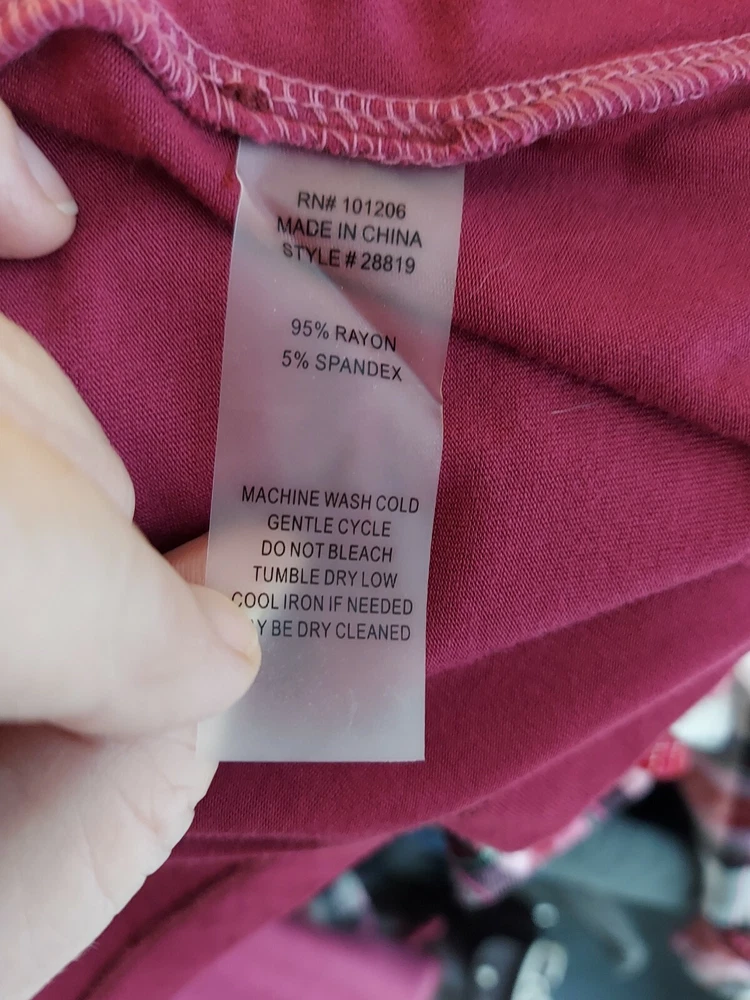 RN# 101206
MADE IN CHINA
STYLE # 28819
95% RAYON
5% SPANDEX
MACHINE WASH COLD
GENTLE CYCLE
DO NOT BLEACH
TUMBLE DRY LOW
COOL IRON IF NEEDED
BE DRY CLEANED